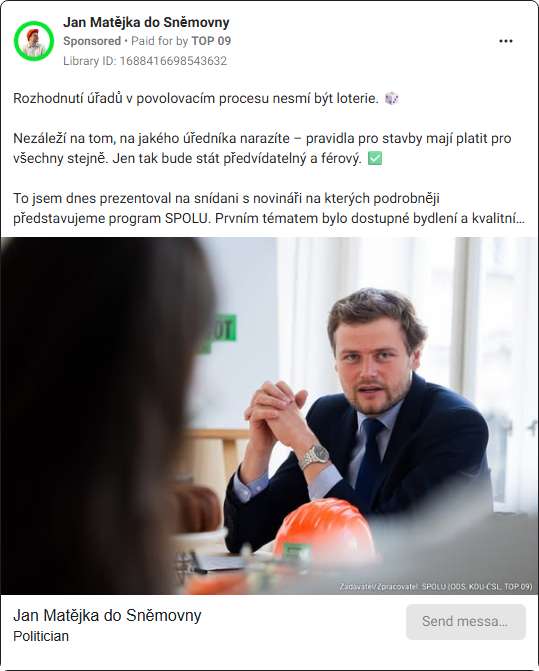 Jan Matějka do Sněmovny
Sponsored • Paid for by TOP 09
Library ID: 1688416698543632
Rozhodnutí úřadů v povolovacím procesu nesmí být loterie. 🎲
Nezáleží na tom, na jakého úředníka narazíte – pravidla pro stavby mají platit pro
všechny stejně. Jen tak bude stát předvídatelný a férový. ✅
To jsem dnes prezentoval na snídani s novináři na kterých podrobněji
představujeme program SPOLU. Prvním tématem bylo dostupné bydlení a kvalitní…
Zadavatel/Zpracovatel: SPOLU (ODS, KDU-ČSL, TOP 09)
Jan Matějka do Sněmovny
Politician
Send messa…